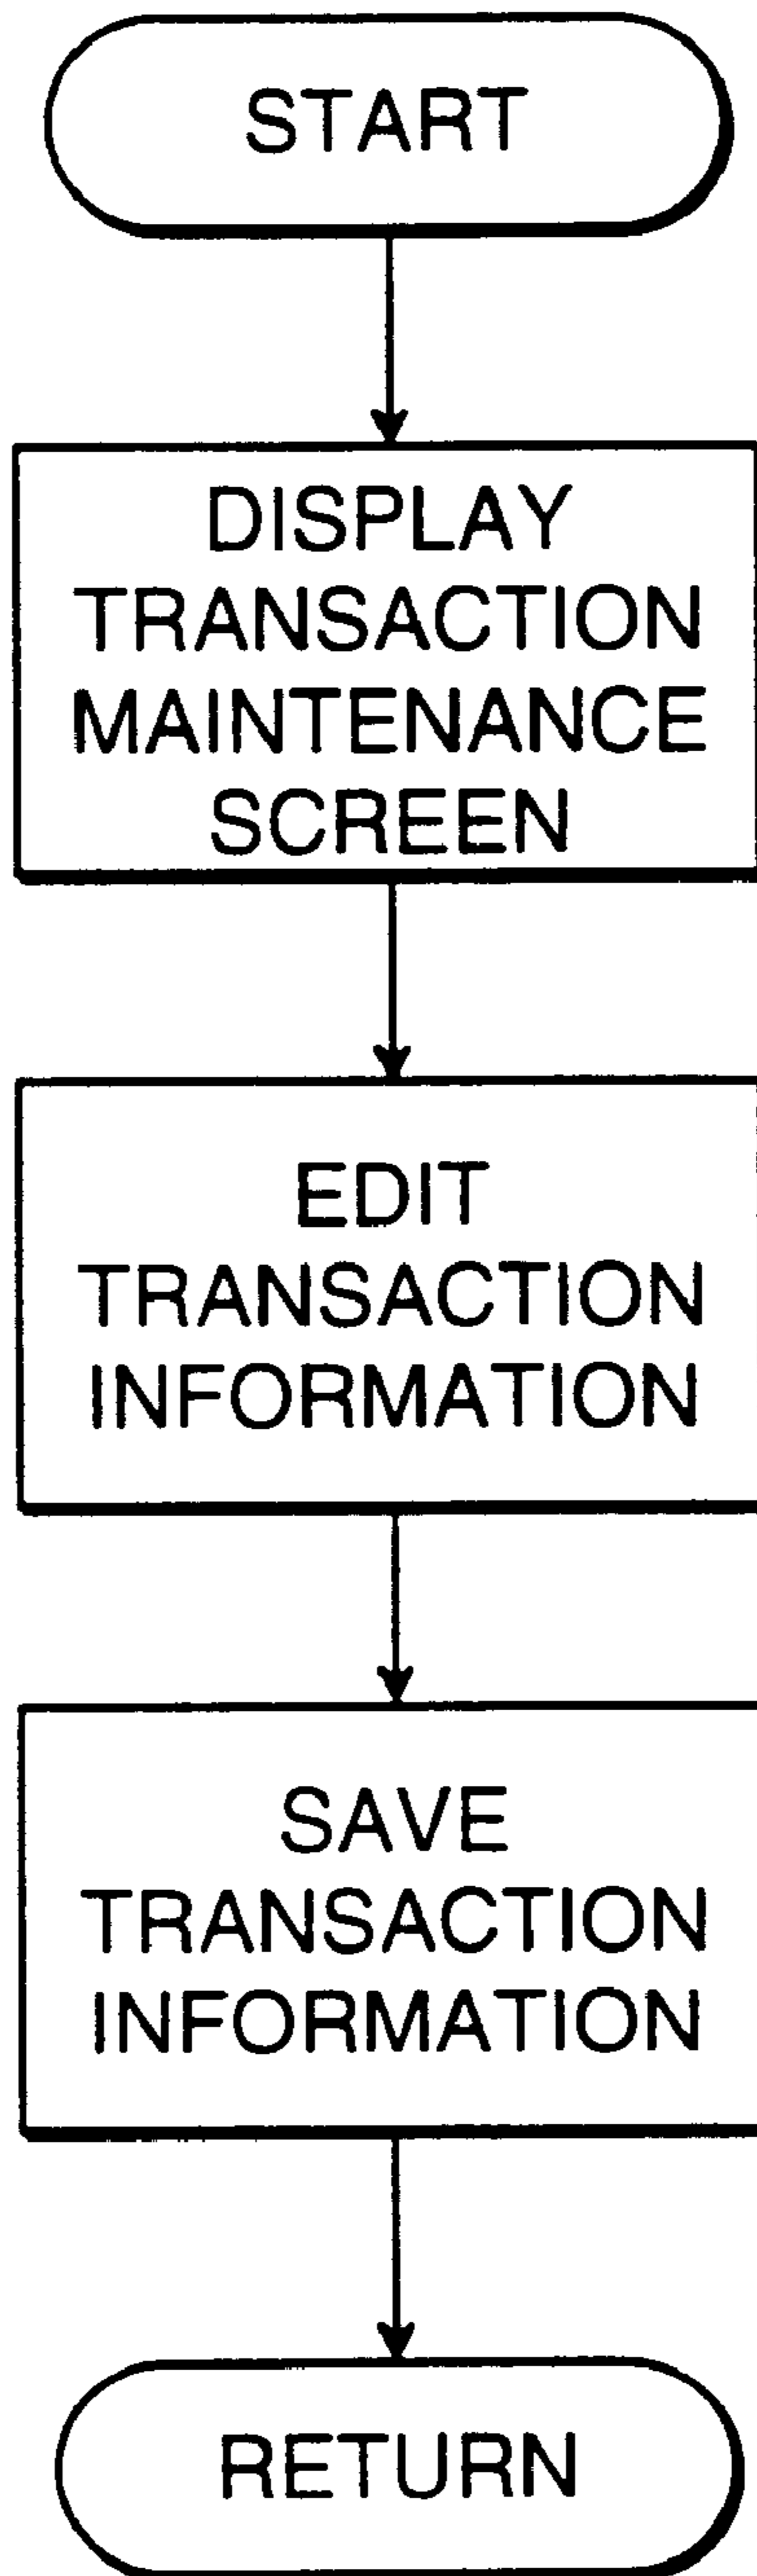 START
DISPLAY
TRANSACTION
MAINTENANCE
SCREEN
EDIT
TRANSACTION
INFORMATION
SAVE
TRANSACTION
INFORMATION
RETURN